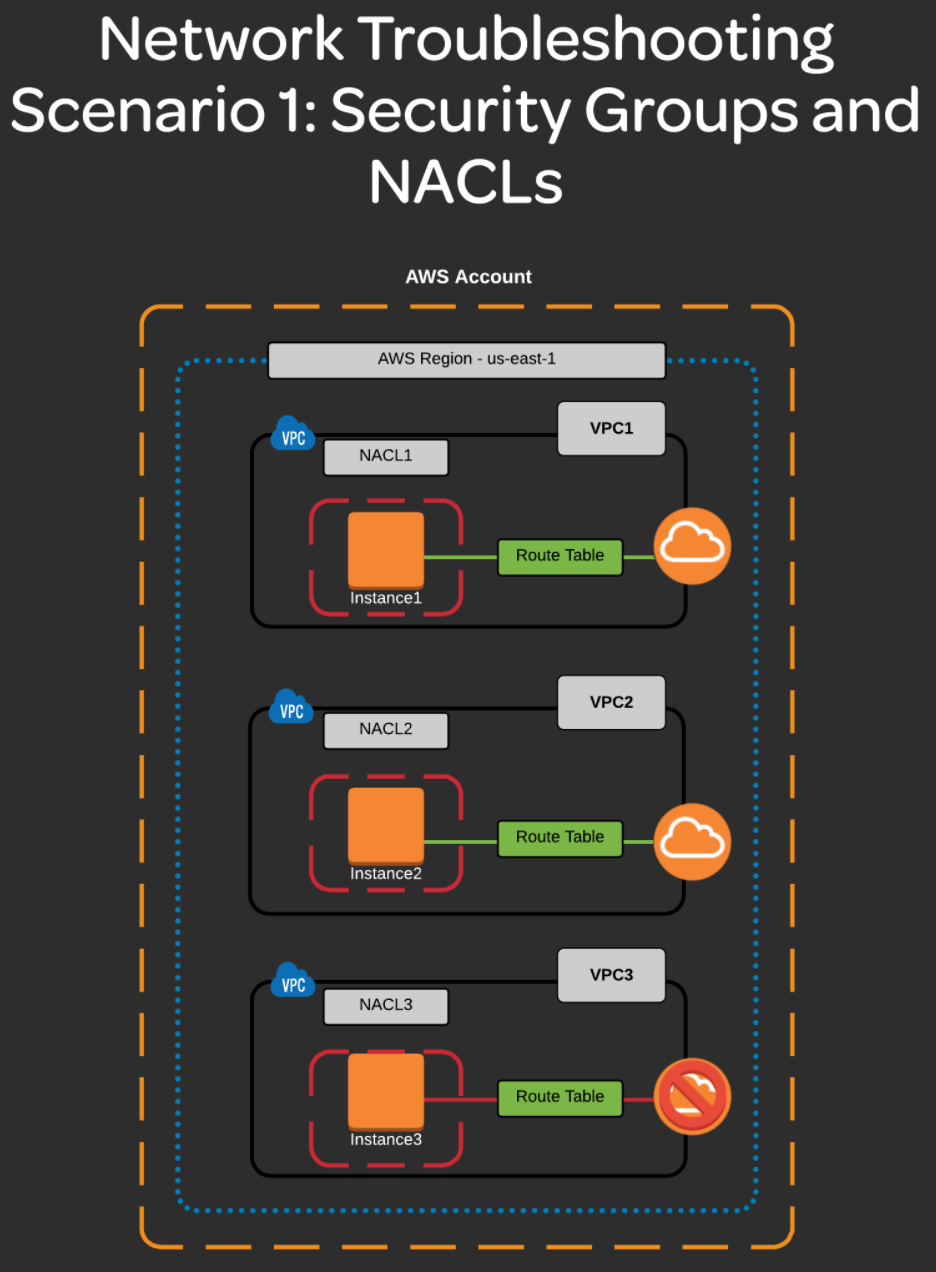 Network Troubleshooting
Scenario 1: Security Groups and
NACLs
AWS Account
AWS Region - us-east-1
VPC1
VPC
NACL1
Route Table
Instance1
VPC2
VPC
NACL2
Route Table
Instance2
VPC3
VPC
NACL3
Route Table
Instance3